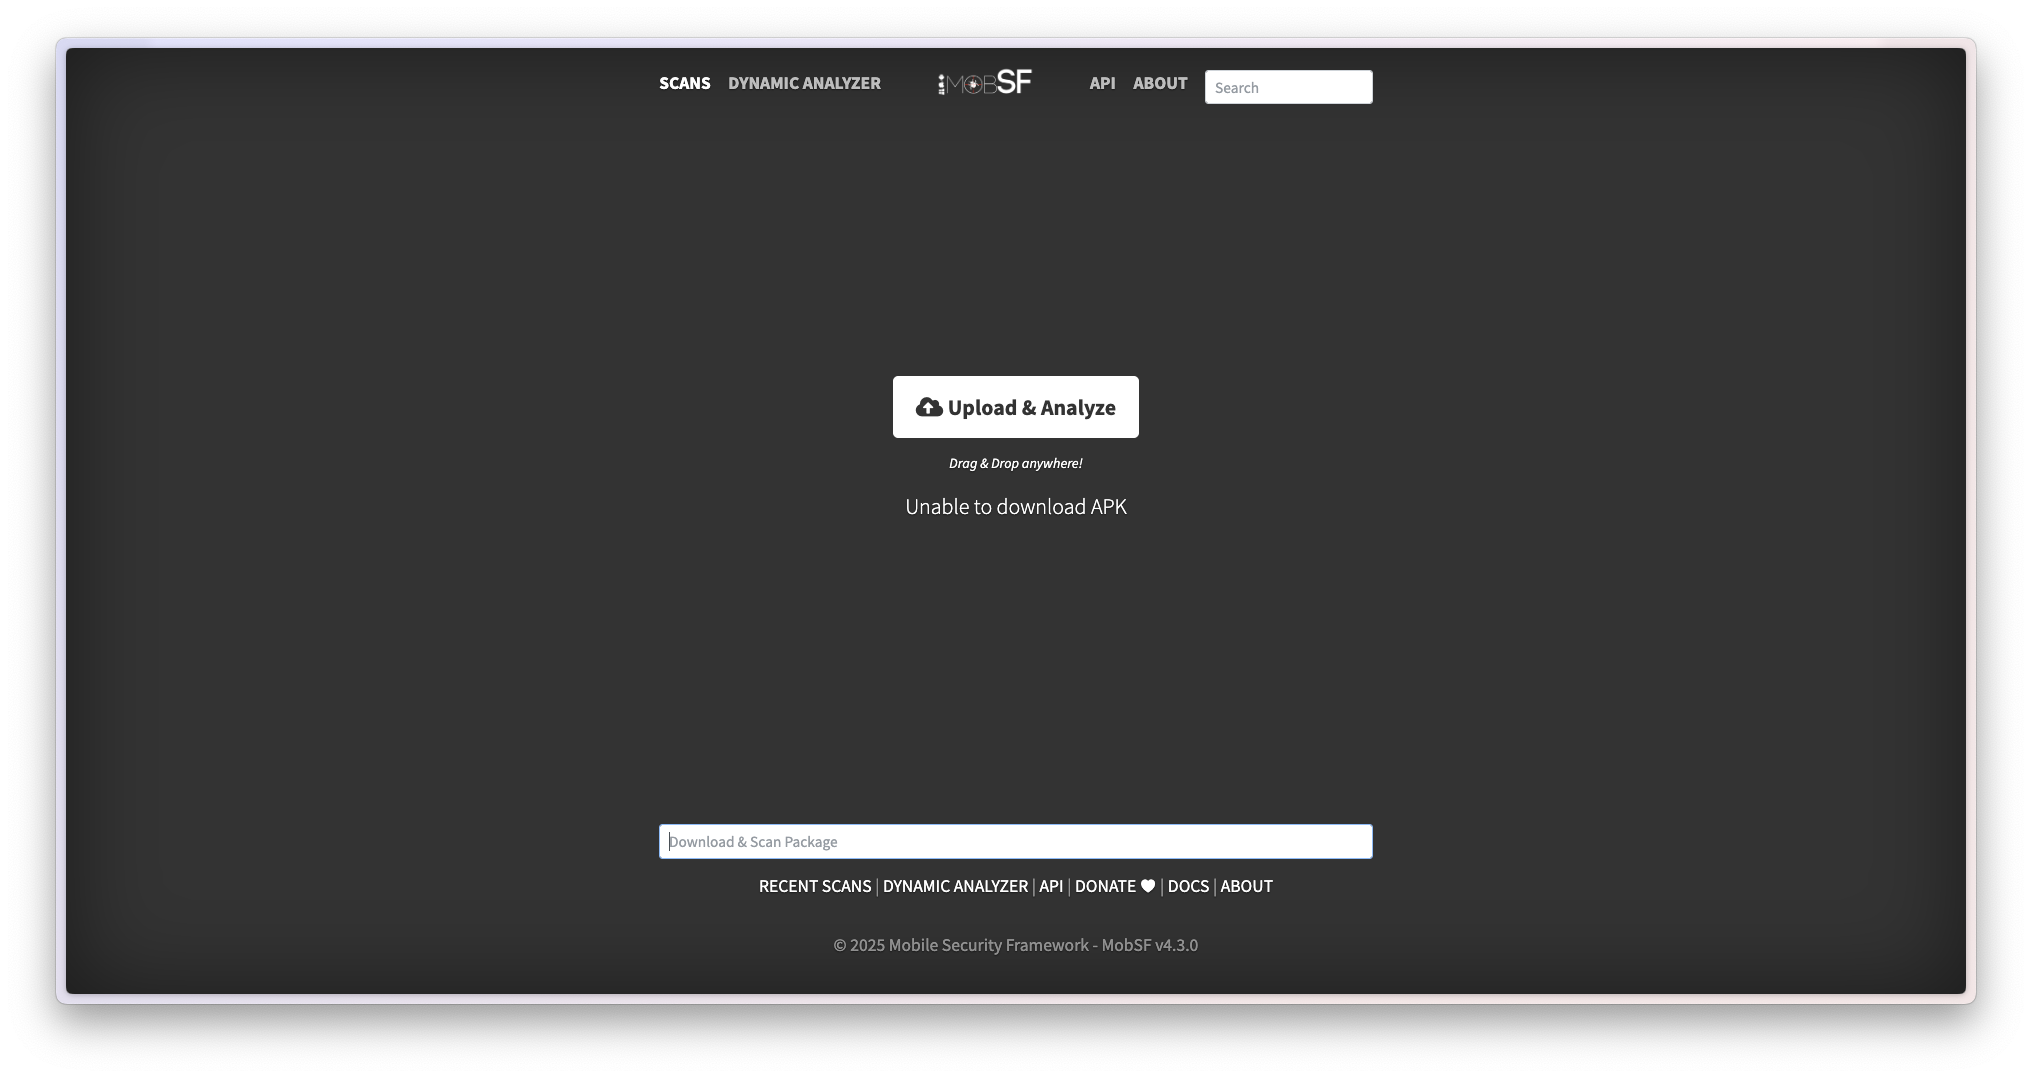 SCANS DYNAMIC ANALYZER MobSF API ABOUT Search
Upload & Analyze
Drag & Drop anywhere!
Unable to download APK
Download & Scan Package
RECENT SCANS | DYNAMIC ANALYZER | API | DONATE ♥ | DOCS | ABOUT
© 2025 Mobile Security Framework - MobSF v4.3.0